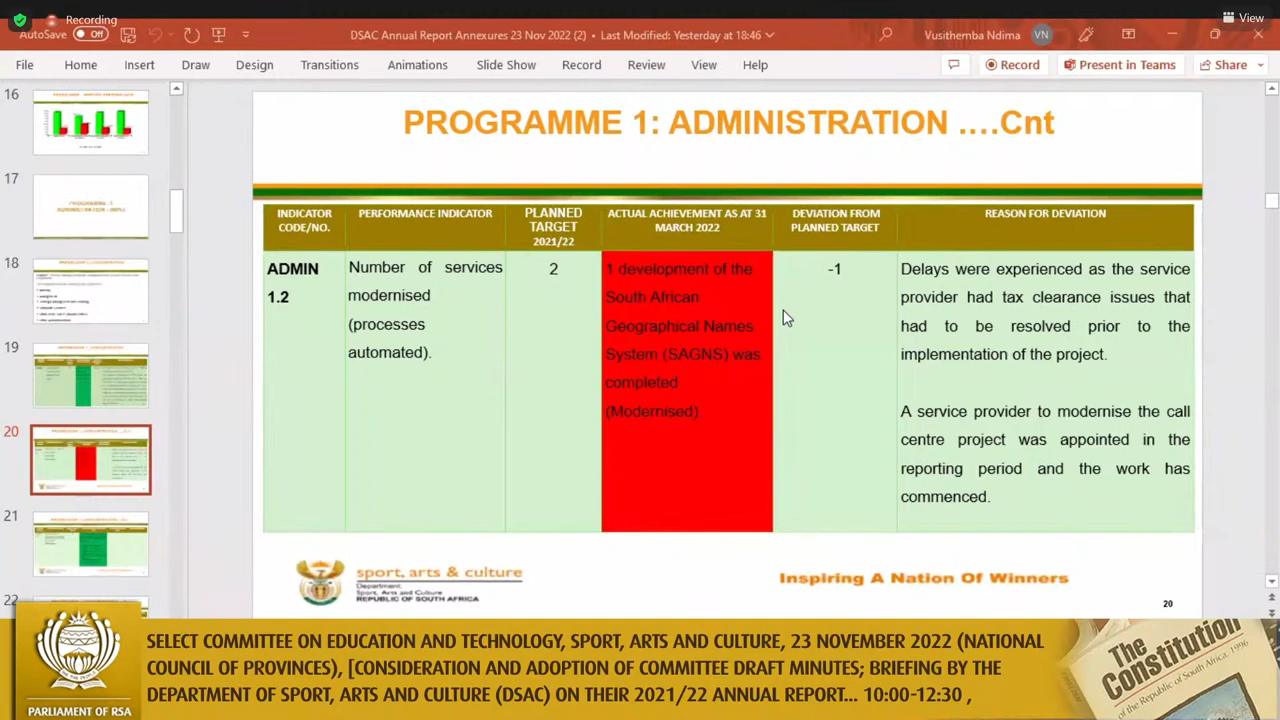 Recording
View
AutoSave Off
DSAC Annual Report Annexures 23 Nov 2022 (2) • Last Modified: Yesterday at 18:46
Vusithemba Ndima VN
File Home Insert Draw Design Transitions Animations Slide Show Record Review View Help
Record Present in Teams Share
16
17
18
19
20
21
22
PROGRAMME 1: ADMINISTRATION ....Cnt
INDICATOR CODE/NO.
PERFORMANCE INDICATOR
PLANNED TARGET 2021/22
ACTUAL ACHIEVEMENT AS AT 31 MARCH 2022
DEVIATION FROM PLANNED TARGET
REASON FOR DEVIATION
ADMIN
1.2
Number of services
modernised
(processes
automated).
2
1 development of the
South African
Geographical Names
System (SAGNS) was
completed
(Modernised)
-1
Delays were experienced as the service
provider had tax clearance issues that
had to be resolved prior to the
implementation of the project.
A service provider to modernise the call
centre project was appointed in the
reporting period and the work has
commenced.
sport, arts & culture
Department:
Sport, Arts and Culture
REPUBLIC OF SOUTH AFRICA
Inspiring A Nation Of Winners
20
SELECT COMMITTEE ON EDUCATION AND TECHNOLOGY, SPORT, ARTS AND CULTURE, 23 NOVEMBER 2022 (NATIONAL
COUNCIL OF PROVINCES), [CONSIDERATION AND ADOPTION OF COMMITTEE DRAFT MINUTES; BRIEFING BY THE
DEPARTMENT OF SPORT, ARTS AND CULTURE (DSAC) ON THEIR 2021/22 ANNUAL REPORT... 10:00-12:30 ,
PARLIAMENT OF RSA
The
Constitution
of the Republic of South Africa, 1996